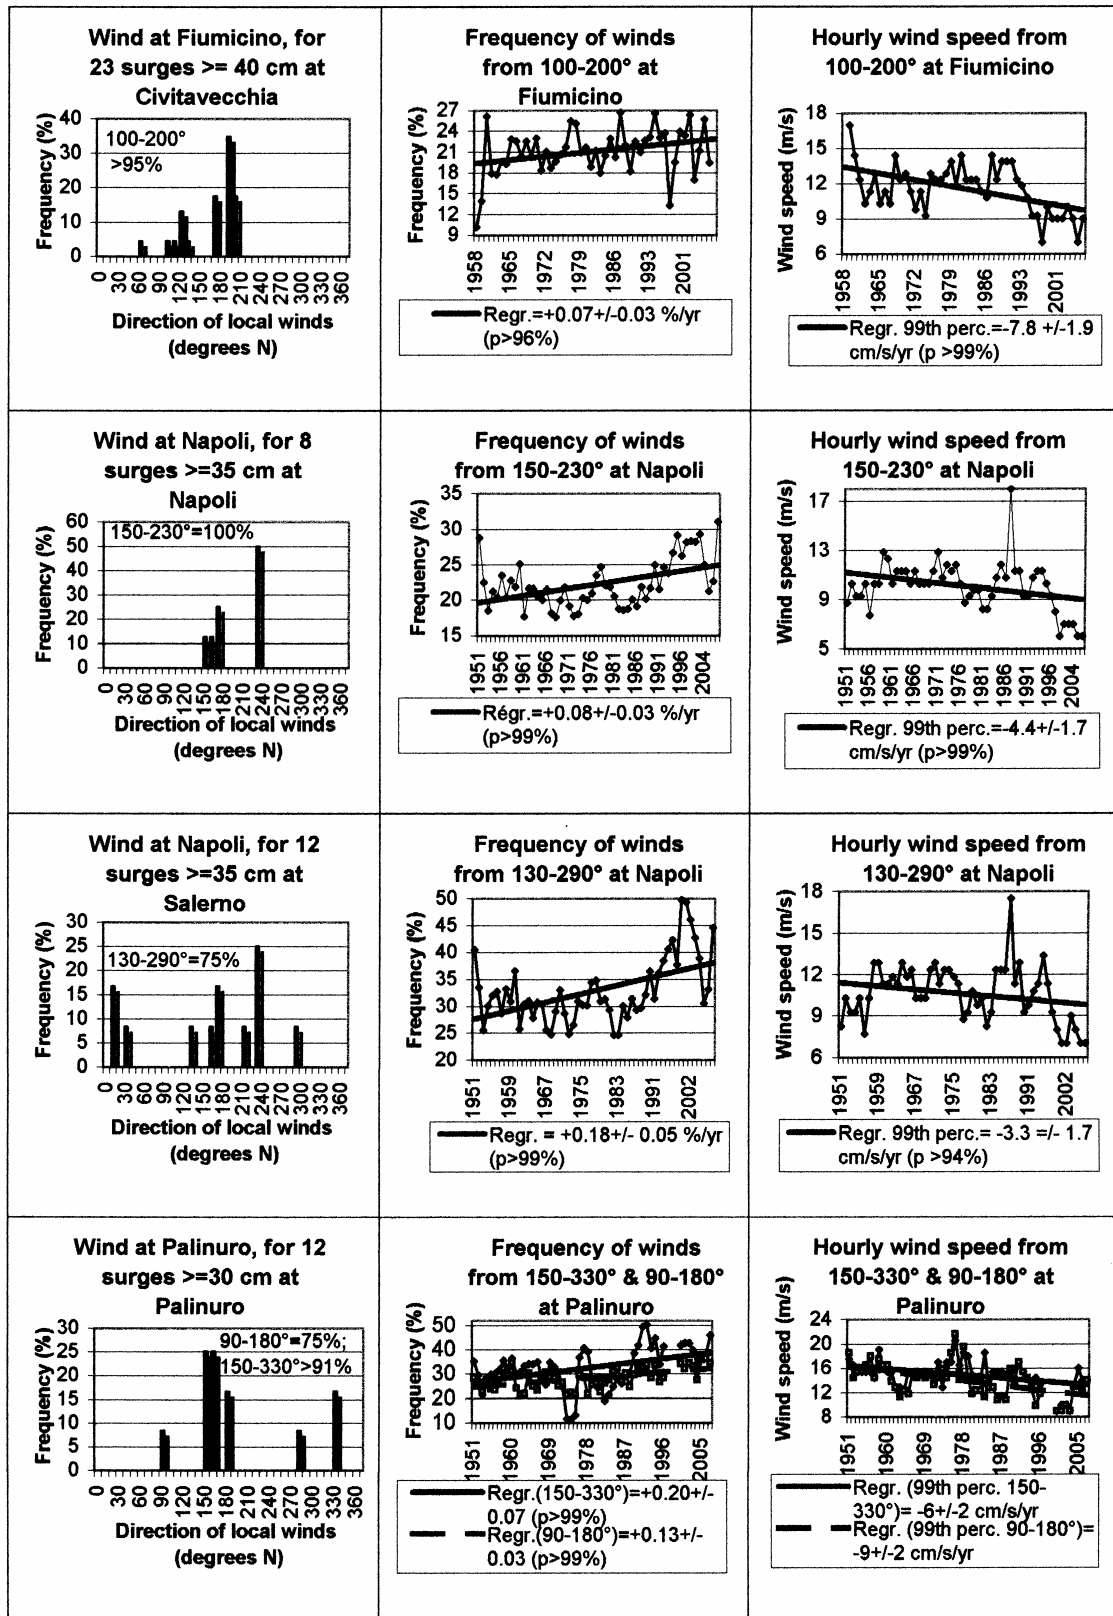 Wind at Fiumicino, for
23 surges >= 40 cm at
Civitavecchia
Frequency (%)
40
30
20
10
0
100-200°
>95%
0 30 60 90 120 150 180 210 240 270 300 330 360
Direction of local winds
(degrees N)
Frequency of winds
from 100-200° at
Fiumicino
Frequency (%)
27
24
21
18
15
12
9
1958 1965 1972 1979 1986 1993 2001
Regr.=+0.07+/-0.03 %/yr
(p>96%)
Hourly wind speed from
100-200° at Fiumicino
Wind speed (m/s)
18
15
12
9
6
1958 1965 1972 1979 1986 1993 2001
Regr. 99th perc.=-7.8 +/-1.9
cm/s/yr (p >99%)
Wind at Napoli, for 8
surges >=35 cm at
Napoli
Frequency (%)
60
50
40
30
20
10
0
150-230°=100%
0 30 60 90 120 150 180 210 240 270 300 330 360
Direction of local winds
(degrees N)
Frequency of winds
from 150-230° at Napoli
Frequency (%)
35
30
25
20
15
1951 1956 1961 1966 1971 1976 1981 1986 1991 1996 2004
Régr.=+0.08+/-0.03 %/yr
(p>99%)
Hourly wind speed from
150-230° at Napoli
Wind speed (m/s)
17
13
9
5
1951 1956 1961 1966 1971 1976 1981 1986 1991 1996 2004
Regr. 99th perc.=-4.4+/-1.7
cm/s/yr (p>99%)
Wind at Napoli, for 12
surges >=35 cm at
Salerno
Frequency (%)
30
25
20
15
10
5
0
130-290°=75%
0 30 60 90 120 150 180 210 240 270 300 330 360
Direction of local winds
(degrees N)
Frequency of winds
from 130-290° at Napoli
Frequency (%)
50
45
40
35
30
25
20
1951 1959 1967 1975 1983 1991 2002
Regr. = +0.18+/- 0.05 %/yr
(p>99%)
Hourly wind speed from
130-290° at Napoli
Wind speed (m/s)
18
15
12
9
6
1951 1959 1967 1975 1983 1991 2002
Regr. 99th perc.= -3.3 =/- 1.7
cm/s/yr (p >94%)
Wind at Palinuro, for 12
surges >=30 cm at
Palinuro
Frequency (%)
30
25
20
15
10
5
0
90-180°=75%;
150-330°>91%
0 30 60 90 120 150 180 210 240 270 300 330 360
Direction of local winds
(degrees N)
Frequency of winds
from 150-330° & 90-180°
at Palinuro
Frequency (%)
50
40
30
20
10
1951 1960 1969 1978 1987 1996 2005
Regr.(150-330°)=+0.20+/-
0.07 (p>99%)
Regr.(90-180°)=+0.13+/-
0.03 (p>99%)
Hourly wind speed from
150-330° & 90-180° at
Palinuro
Wind speed (m/s)
24
20
16
12
8
1951 1960 1969 1978 1987 1996 2005
Regr. (99th perc. 150-
330°)= -6+/-2 cm/s/yr
Regr. (99th perc. 90-180°)=
-9+/-2 cm/s/yr